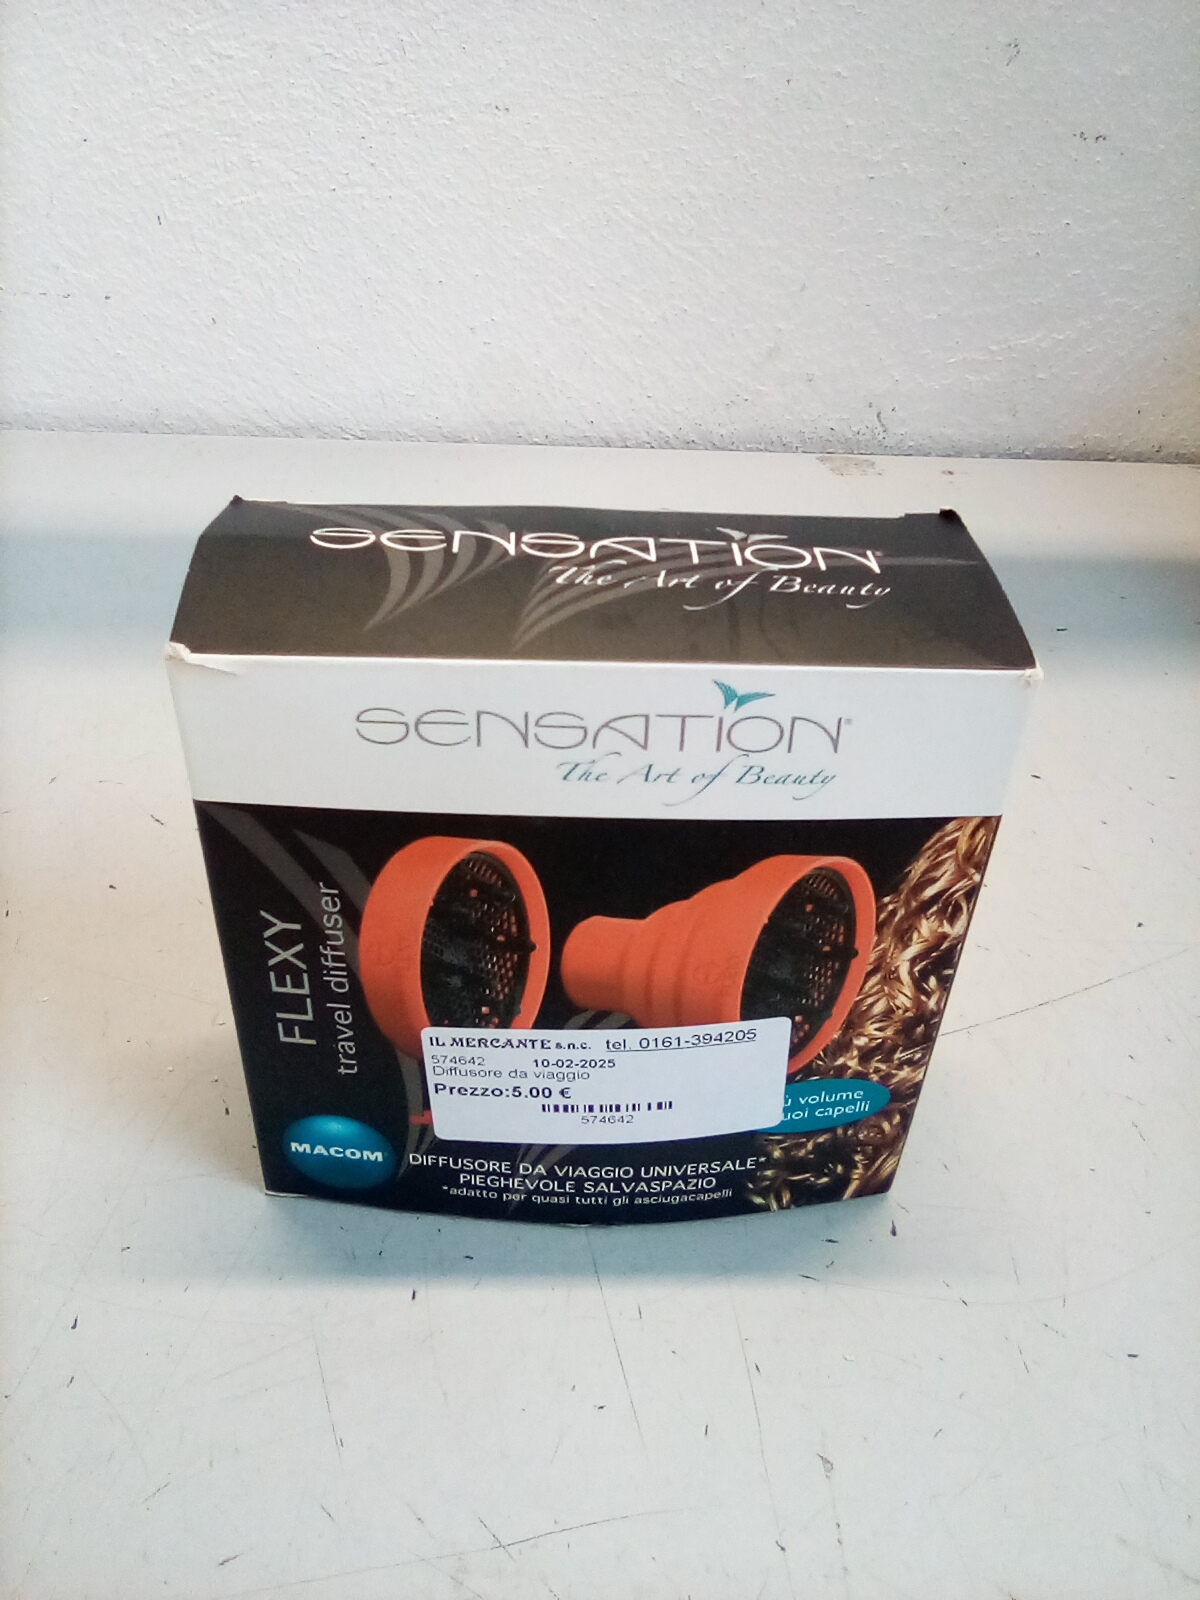 SENSATION
The Art of Beauty
SENSATION®
The Art of Beauty
FLEXY
travel diffuser
IL MERCANTE s.n.c. tel. 0161-394205
574642 10-02-2025
Diffusore da viaggio
Prezzo:5.00 €
574642
volume
capelli
MACOM
DIFFUSORE DA VIAGGIO UNIVERSALE*
PIEGHEVOLE SALVASPAZIO
*adatto per quasi tutti gli asciugacapelli